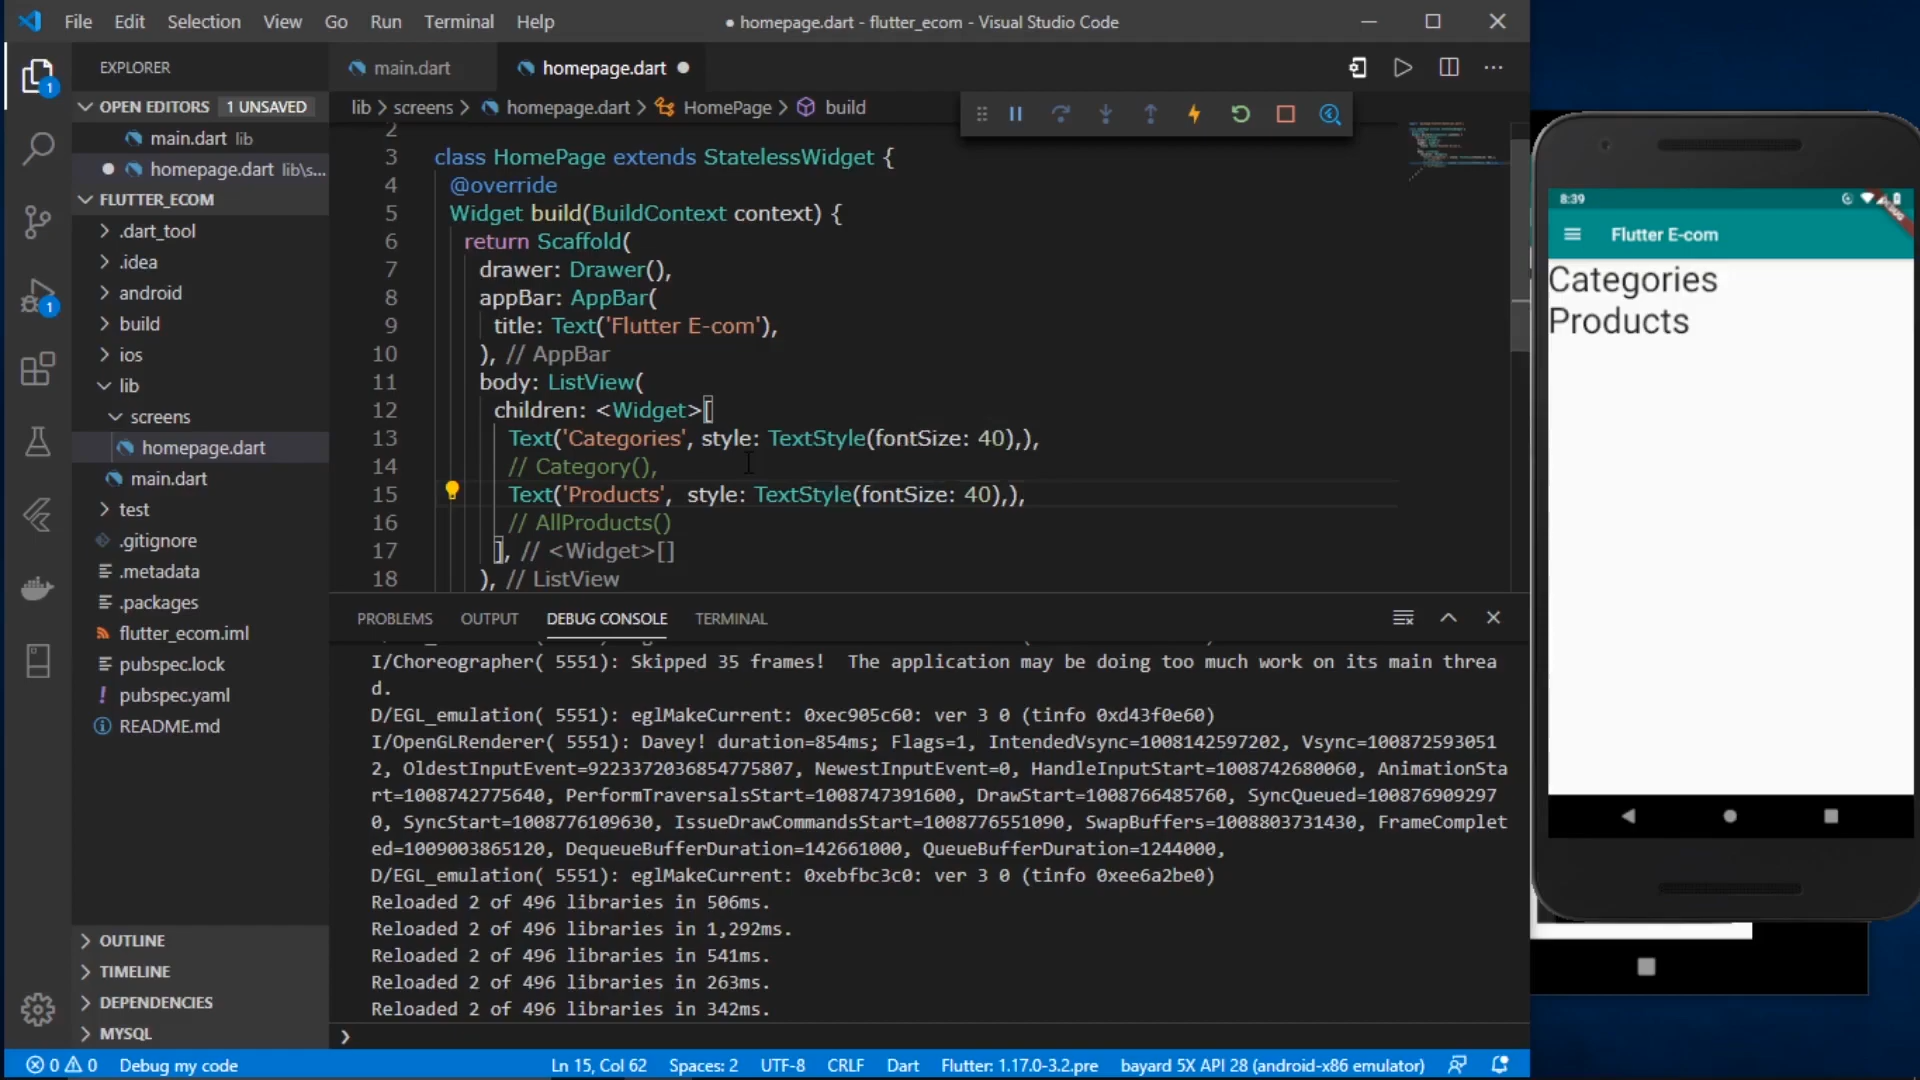 File Edit Selection View Go Run Terminal Help
● homepage.dart - flutter_ecom - Visual Studio Code
EXPLORER
main.dart
homepage.dart ●
OPEN EDITORS 1 UNSAVED
lib > screens > homepage.dart > HomePage > build
main.dart lib
homepage.dart lib\s...
FLUTTER_ECOM
.dart_tool
.idea
android
build
ios
lib
screens
homepage.dart
main.dart
test
.gitignore
.metadata
.packages
flutter_ecom.iml
pubspec.lock
pubspec.yaml
README.md
OUTLINE
TIMELINE
DEPENDENCIES
MYSQL
1
1
2
3 class HomePage extends StatelessWidget {
4 @override
5 Widget build(BuildContext context) {
6 return Scaffold(
7 drawer: Drawer(),
8 appBar: AppBar(
9 title: Text('Flutter E-com'),
10 ), // AppBar
11 body: ListView(
12 children: <Widget>[
13 Text('Categories', style: TextStyle(fontSize: 40),),
14 // Category(),
15 Text('Products',  style: TextStyle(fontSize: 40),),
16 // AllProducts()
17 ], // <Widget>[]
18 ), // ListView
PROBLEMS OUTPUT DEBUG CONSOLE TERMINAL
I/Choreographer( 5551): Skipped 35 frames!  The application may be doing too much work on its main threa
d.
D/EGL_emulation( 5551): eglMakeCurrent: 0xec905c60: ver 3 0 (tinfo 0xd43f0e60)
I/OpenGLRenderer( 5551): Davey! duration=854ms; Flags=1, IntendedVsync=1008142597202, Vsync=100872593051
2, OldestInputEvent=9223372036854775807, NewestInputEvent=0, HandleInputStart=1008742680060, AnimationSta
rt=1008742775640, PerformTraversalsStart=1008747391600, DrawStart=1008766485760, SyncQueued=100876909297
0, SyncStart=1008776109630, IssueDrawCommandsStart=1008776551090, SwapBuffers=1008803731430, FrameComplet
ed=1009003865120, DequeueBufferDuration=142661000, QueueBufferDuration=1244000,
D/EGL_emulation( 5551): eglMakeCurrent: 0xebfbc3c0: ver 3 0 (tinfo 0xee6a2be0)
Reloaded 2 of 496 libraries in 506ms.
Reloaded 2 of 496 libraries in 1,292ms.
Reloaded 2 of 496 libraries in 541ms.
Reloaded 2 of 496 libraries in 263ms.
Reloaded 2 of 496 libraries in 342ms.
0 0 Debug my code Ln 15, Col 62 Spaces: 2 UTF-8 CRLF Dart Flutter: 1.17.0-3.2.pre bayard 5X API 28 (android-x86 emulator)
8:39
DEBUG
Flutter E-com
Categories
Products